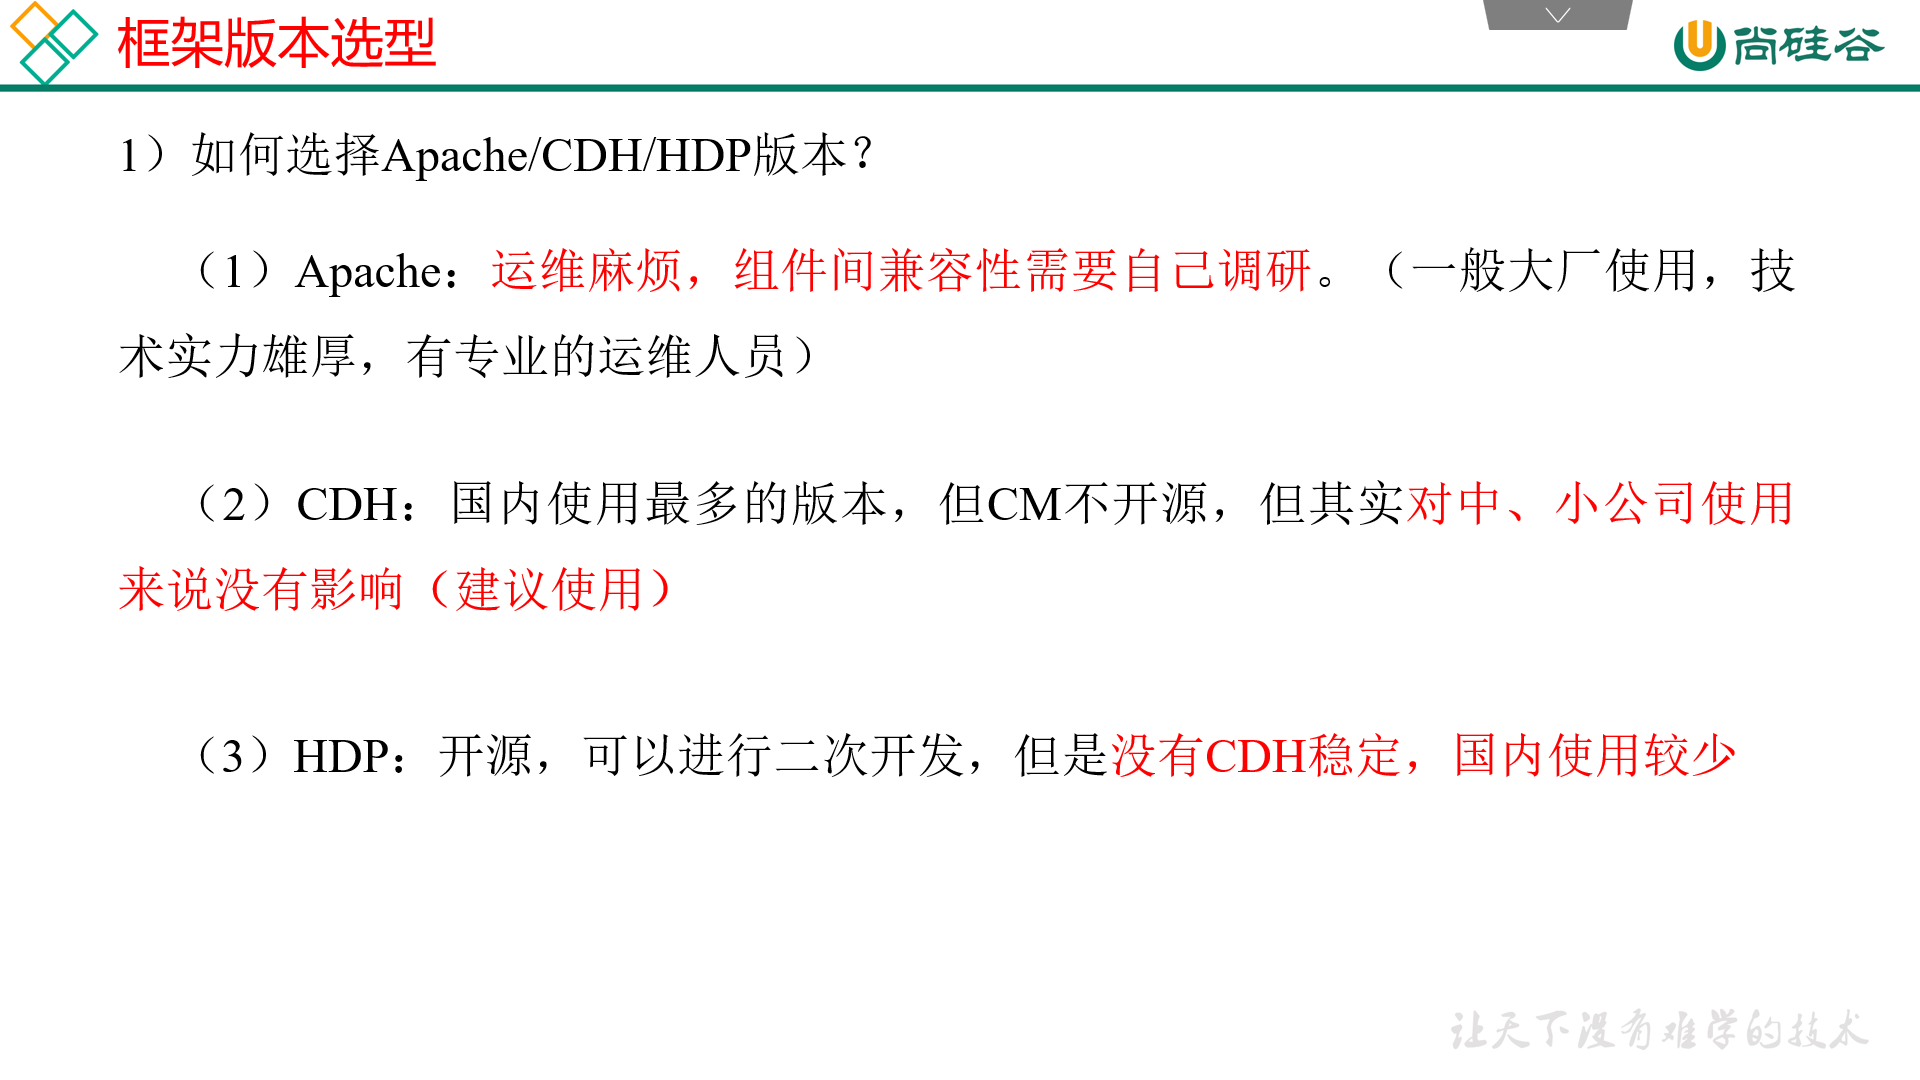 框架版本选型
尚硅谷
1）如何选择Apache/CDH/HDP版本？
（1）Apache：运维麻烦，组件间兼容性需要自己调研。（一般大厂使用，技
术实力雄厚，有专业的运维人员）
（2）CDH：国内使用最多的版本，但CM不开源，但其实对中、小公司使用
来说没有影响（建议使用）
（3）HDP：开源，可以进行二次开发，但是没有CDH稳定，国内使用较少
让天下没有难学的技术